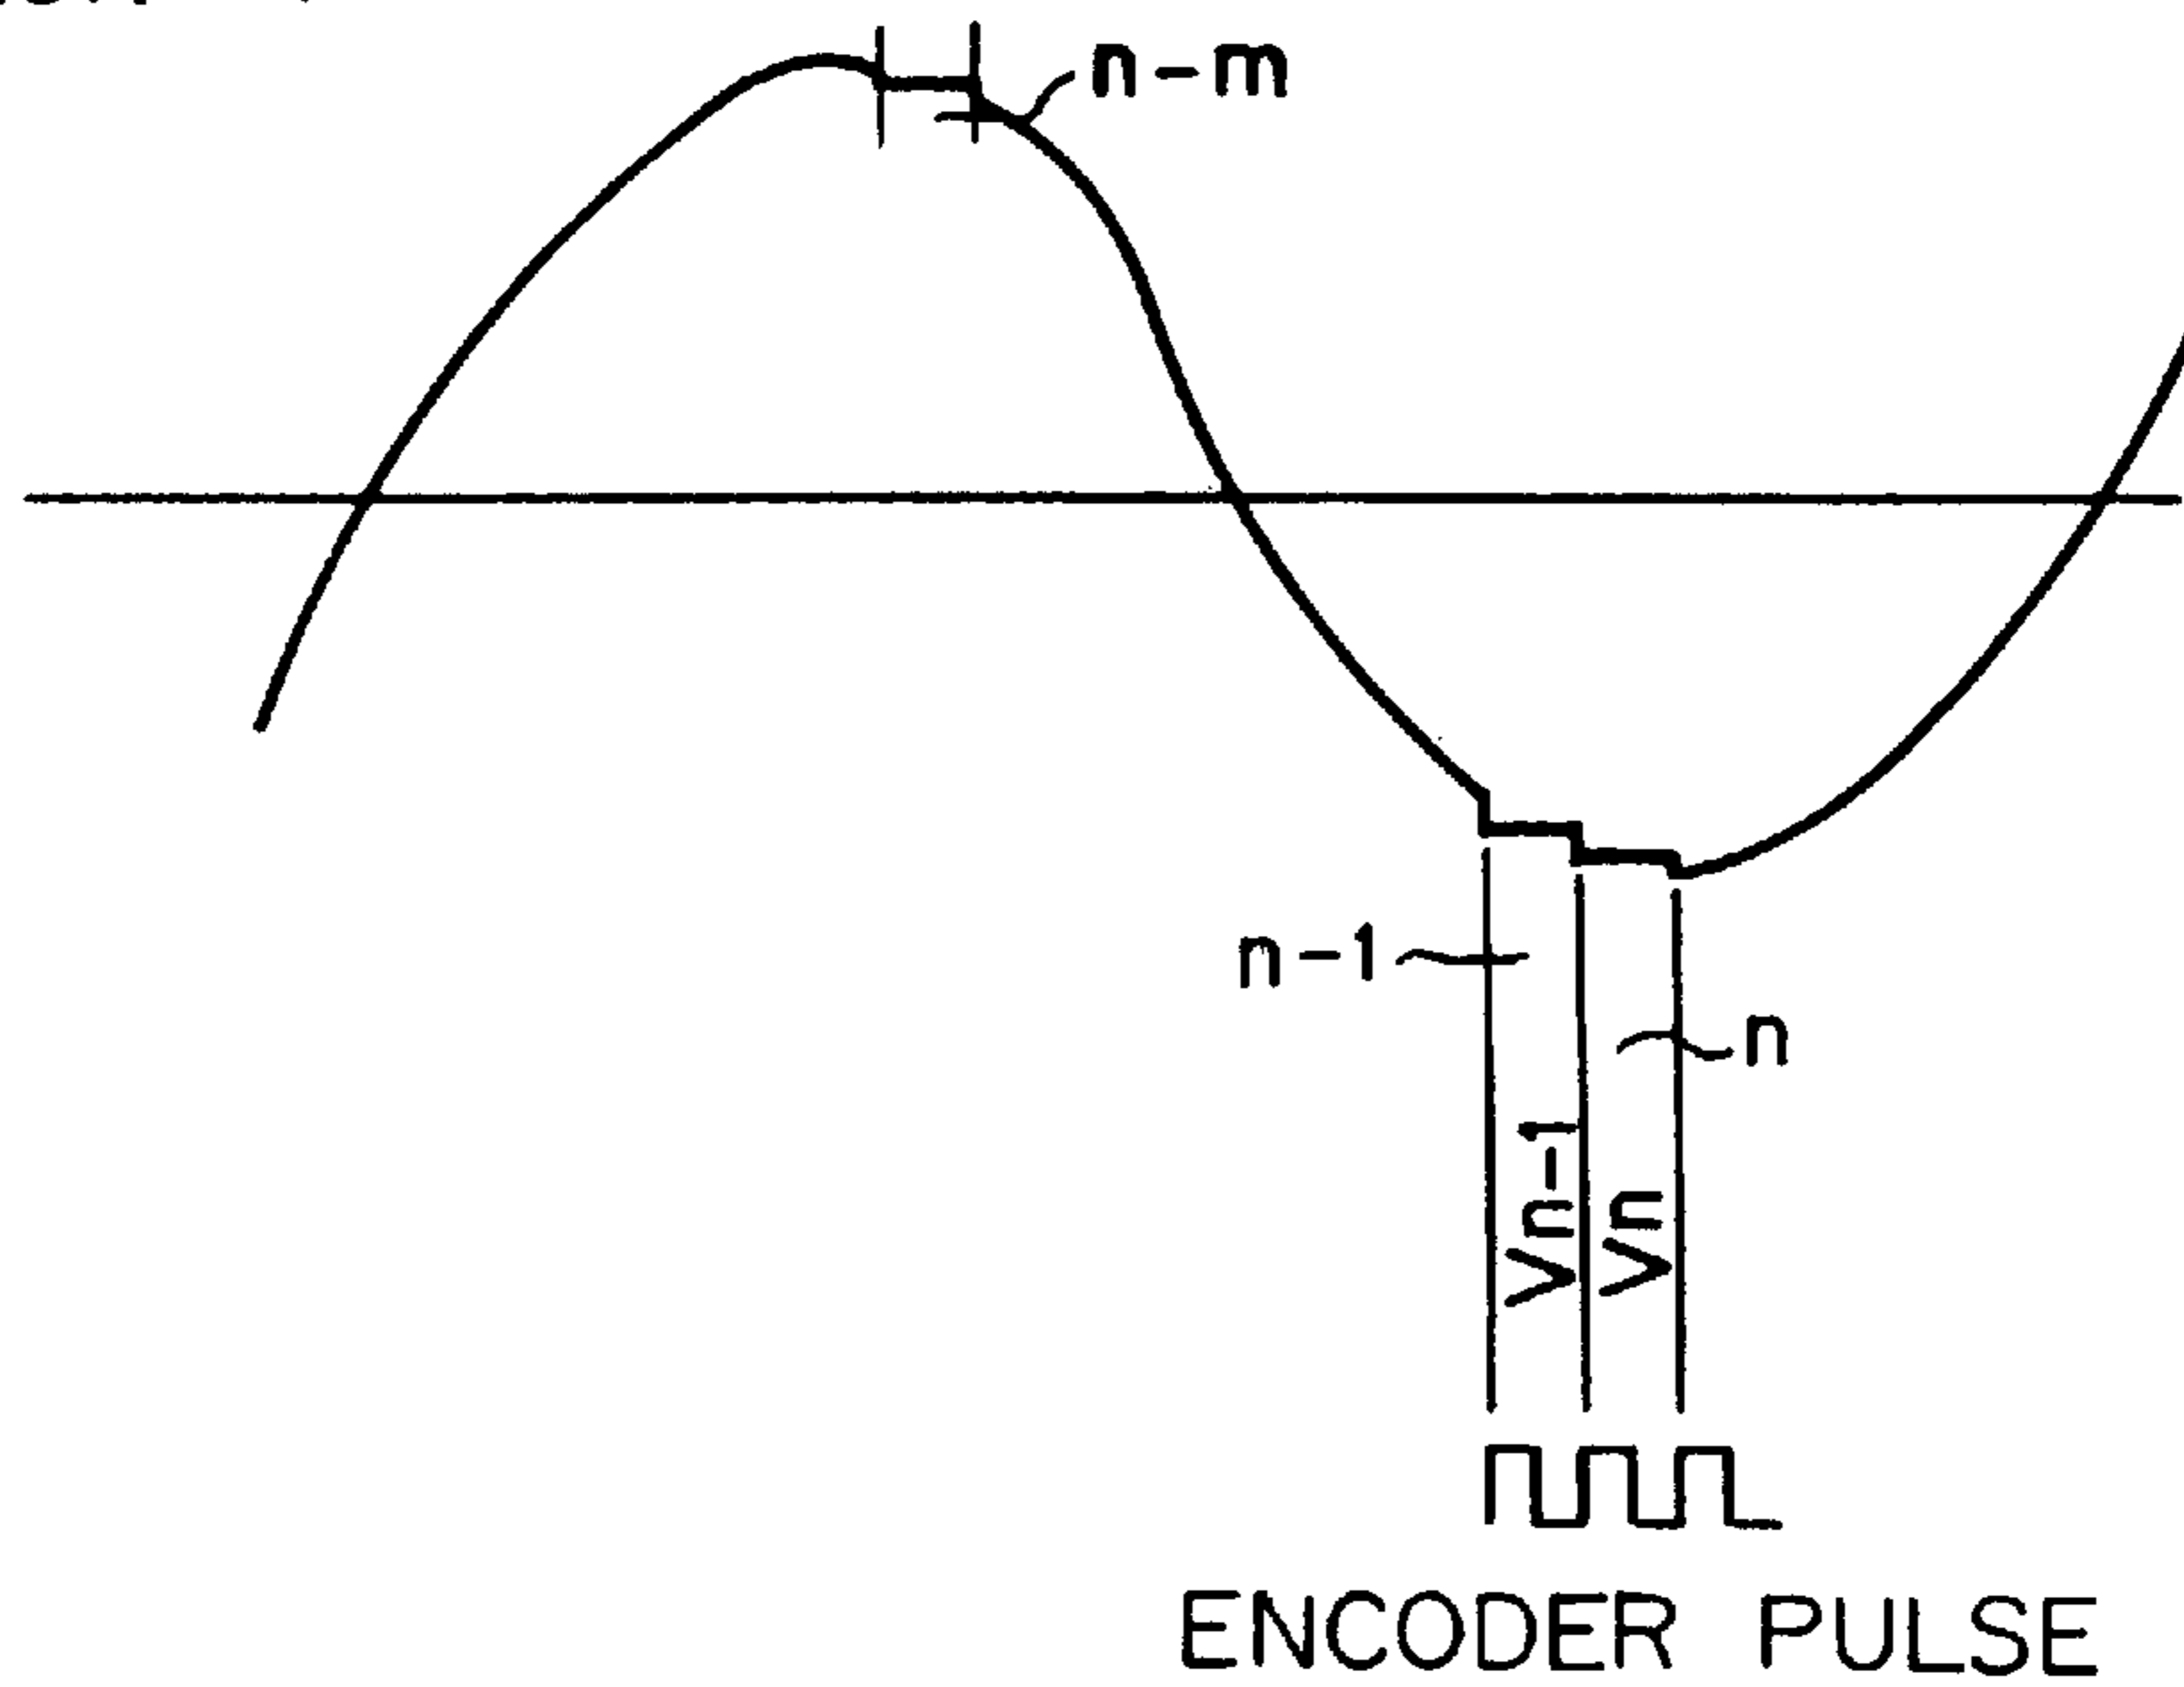 n-m
n-1
n
Vn-1
Vn
ENCODER PULSE